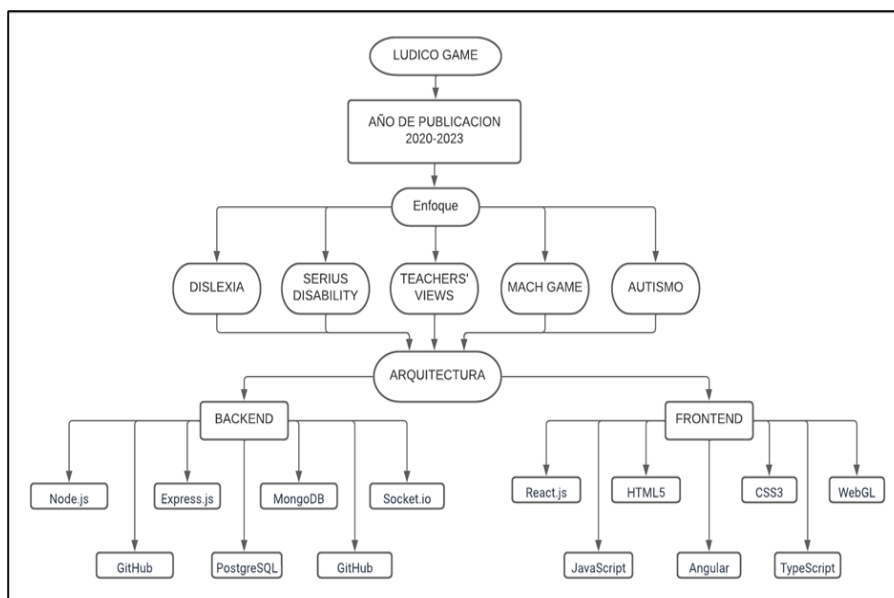 LUDICO GAME
AÑO DE PUBLICACION
2020-2023
Enfoque
DISLEXIA
SERIUS
DISABILITY
TEACHERS'
VIEWS
MACH GAME
AUTISMO
ARQUITECTURA
BACKEND
FRONTEND
Node.js
Express.js
MongoDB
Socket.io
React.js
HTML5
CSS3
WebGL
GitHub
PostgreSQL
GitHub
JavaScript
Angular
TypeScript